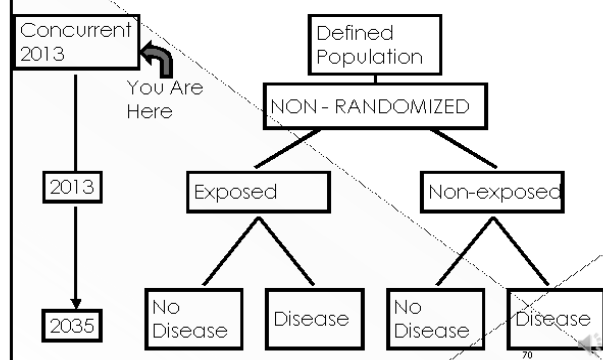 Concurrent
2013
You Are
Here
Defined
Population
NON - RANDOMIZED
2013
Exposed
Non-exposed
2035
No
Disease
Disease
No
Disease
Disease
70